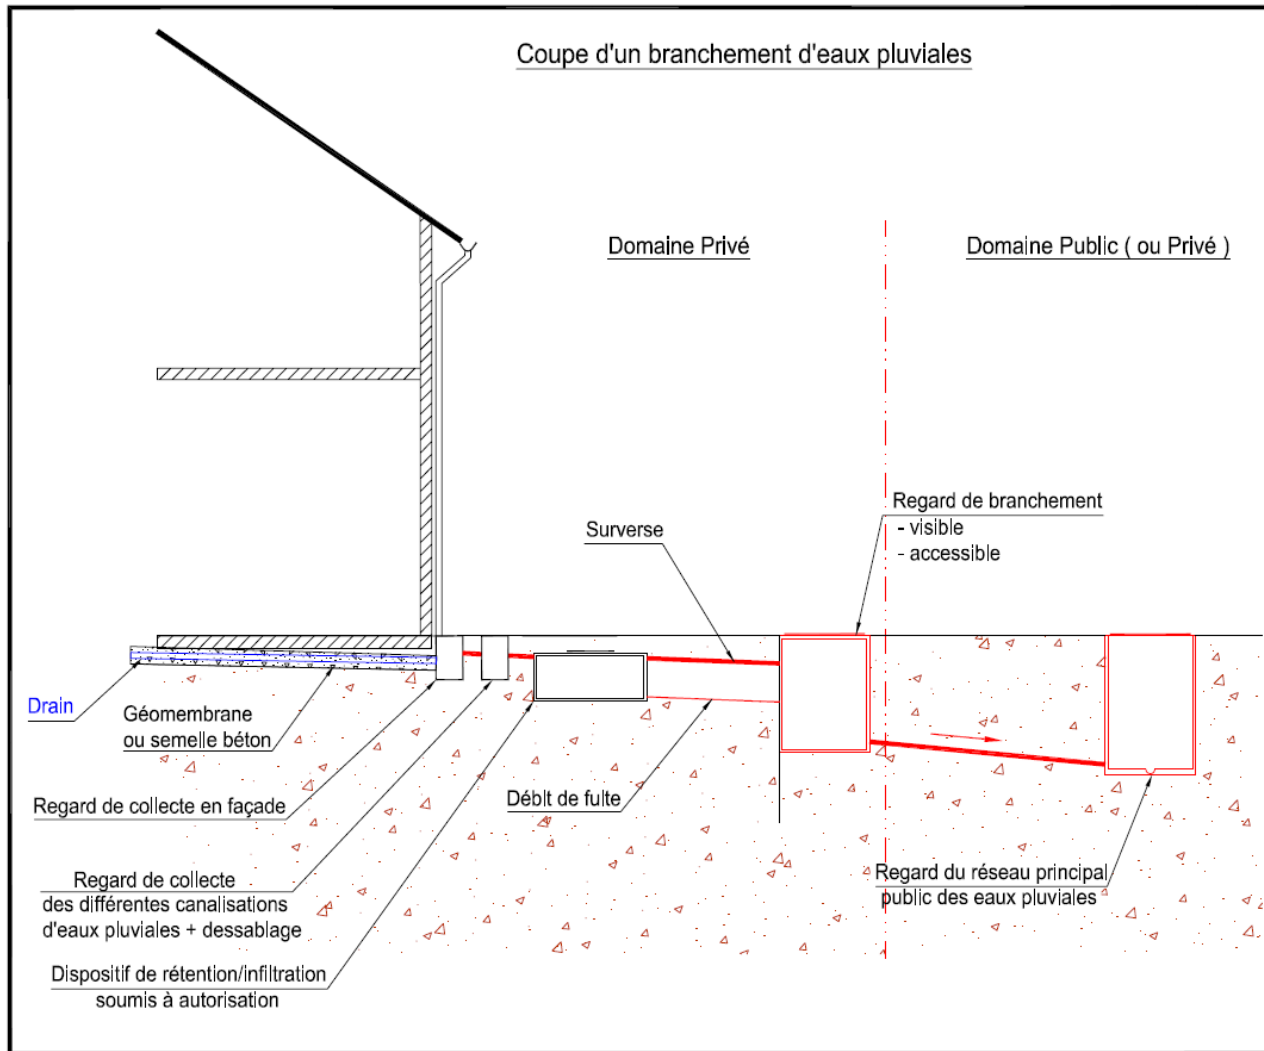 Coupe d'un branchement d'eaux pluviales
Domaine Privé
Domaine Public ( ou Privé )
Regard de branchement
- visible
- accessible
Surverse
Drain
Géomembrane
ou semelle béton
Regard de collecte en façade
Débit de fuite
Regard de collecte
des différentes canalisations
d'eaux pluviales + dessablage
Regard du réseau principal
public des eaux pluviales
Dispositif de rétention/infiltration
soumis à autorisation